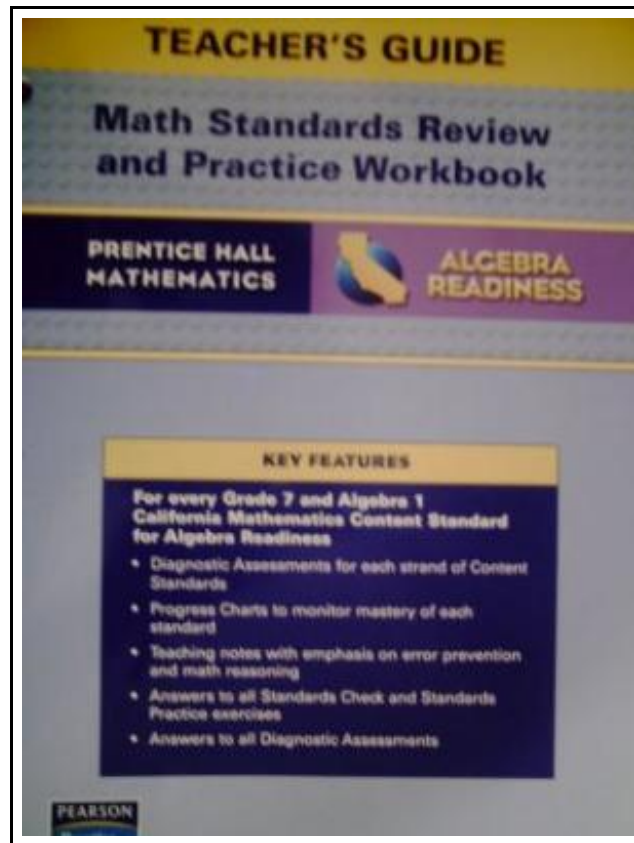 TEACHER'S GUIDE
Math Standards Review
and Practice Workbook
PRENTICE HALL
MATHEMATICS
ALGEBRA
READINESS
KEY FEATURES
For every Grade 7 and Algebra 1
California Mathematics Content Standard
for Algebra Readiness
• Diagnostic Assessments for each strand of Content
Standards
• Progress Charts to monitor mastery of each
standard
• Teaching notes with emphasis on error prevention
and math reasoning
• Answers to all Standards Check and Standards
Practice exercises
• Answers to all Diagnostic Assessments
PEARSON